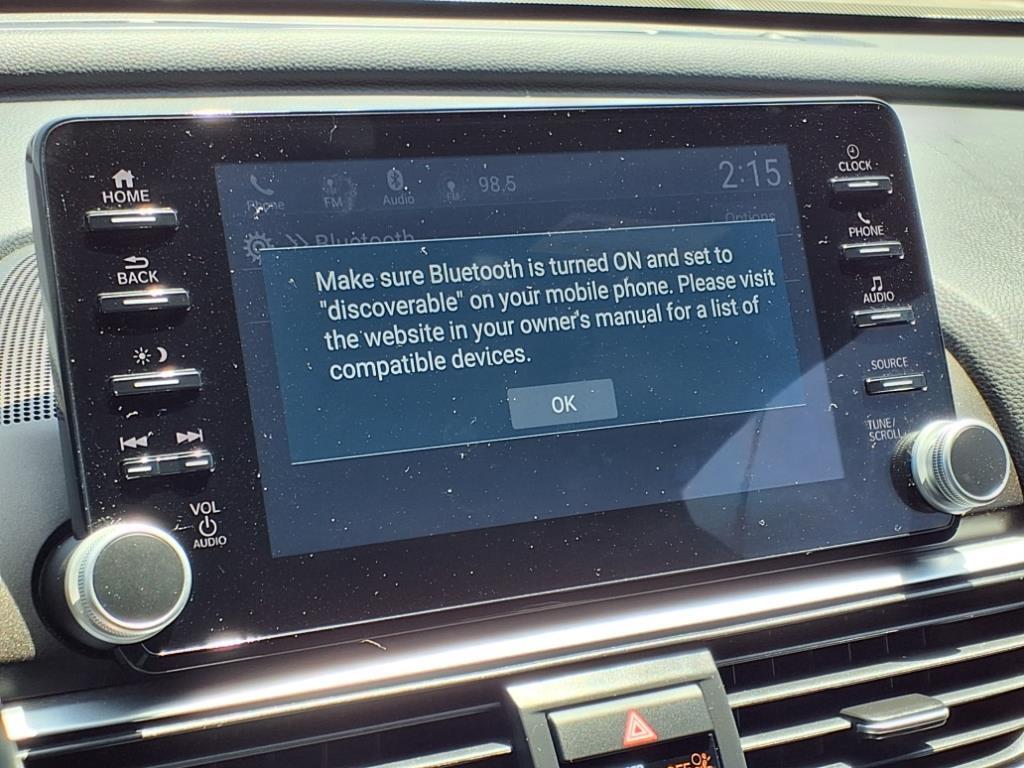 HOME
BACK
VOL
AUDIO
Phone
FM
Audio
98.5
2:15
Options
Bluetooth
Make sure Bluetooth is turned ON and set to
"discoverable" on your mobile phone. Please visit
the website in your owner's manual for a list of
compatible devices.
OK
CLOCK
PHONE
AUDIO
SOURCE
TUNE/
SCROLL